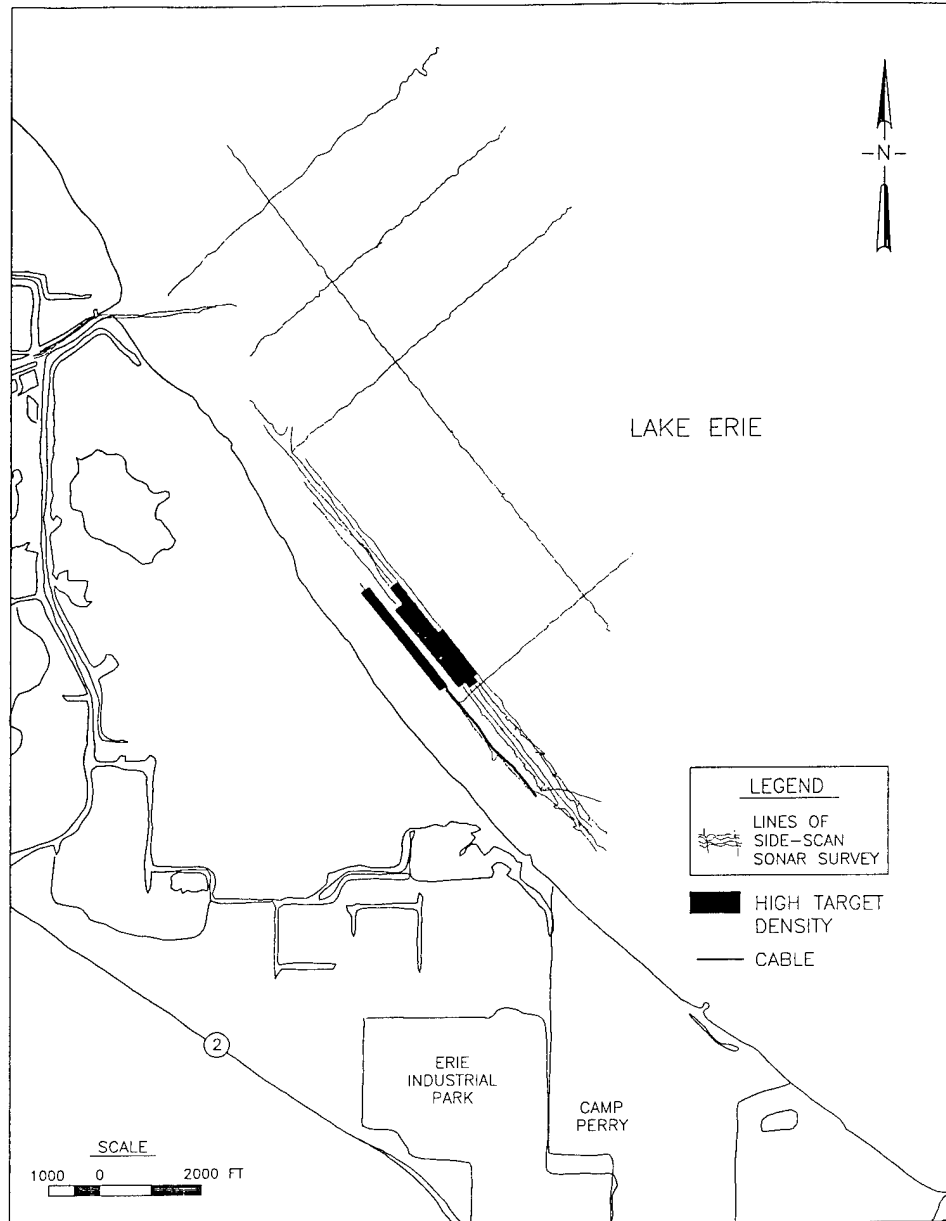 -N-
LAKE ERIE
LEGEND
LINES OF
SIDE-SCAN
SONAR SURVEY
HIGH TARGET
DENSITY
CABLE
2
ERIE
INDUSTRIAL
PARK
CAMP
PERRY
SCALE
1000 0 2000 FT